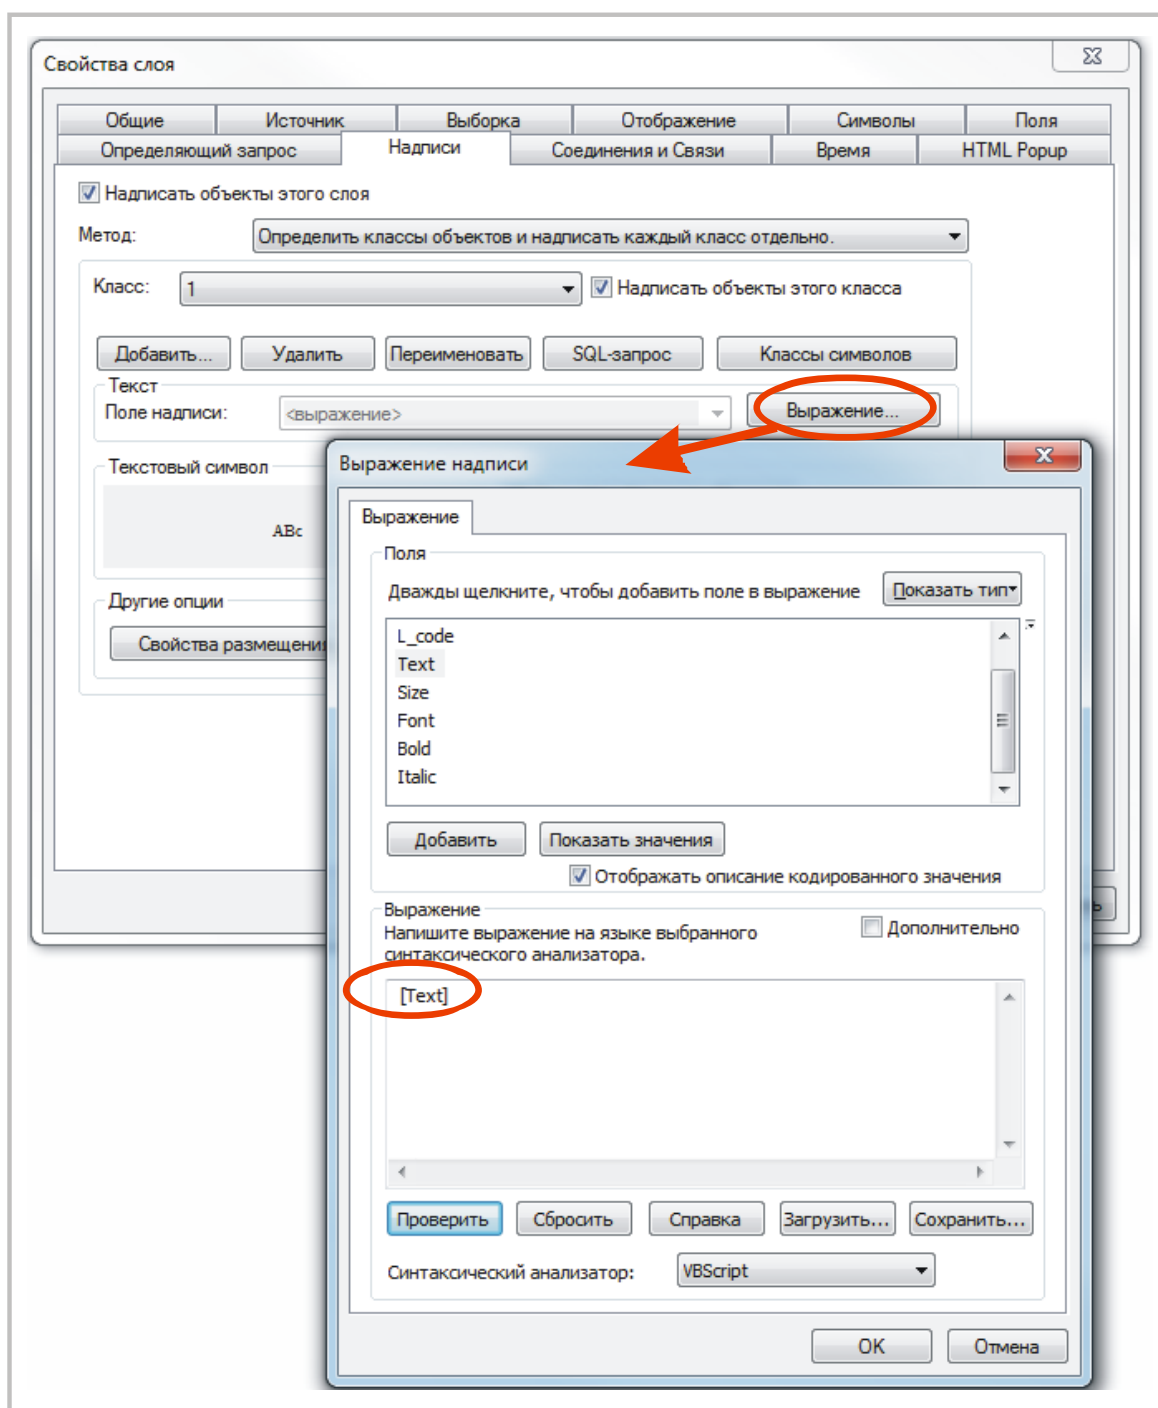 Свойства слоя
Общие Источник Выборка Отображение Символы Поля
Определяющий запрос Надписи Соединения и Связи Время HTML Popup
Надписать объекты этого слоя
Метод: Определить классы объектов и надписать каждый класс отдельно.
Класс: 1 Надписать объекты этого класса
Добавить... Удалить Переименовать SQL-запрос Классы символов
Текст
Поле надписи: <выражение> Выражение...
Текстовый символ
ABc
Другие опции
Свойства размещения
Выражение надписи
Выражение
Поля
Дважды щелкните, чтобы добавить поле в выражение Показать тип
L_code
Text
Size
Font
Bold
Italic
Добавить Показать значения
Отображать описание кодированного значения
Выражение
Напишите выражение на языке выбранного
синтаксического анализатора.
Дополнительно
[Text]
Проверить Сбросить Справка Загрузить... Сохранить...
Синтаксический анализатор: VBScript
OK Отмена